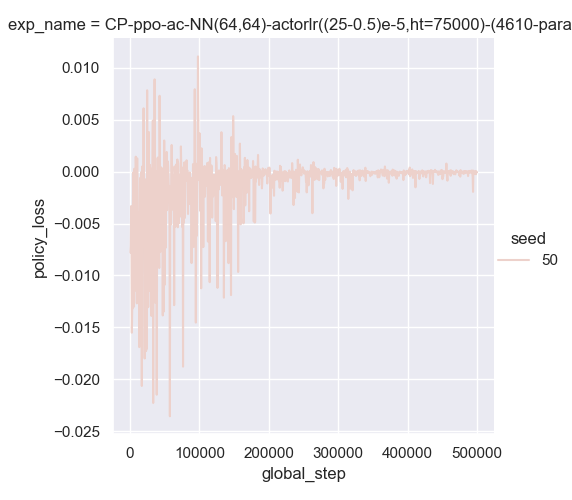 exp_name = CP-ppo-ac-NN(64,64)-actorlr((25-0.5)e-5,ht=75000)-(4610-para
0.010
0.005
0.000
−0.005
−0.010
−0.015
−0.020
−0.025
policy_loss
seed
50
0 100000 200000 300000 400000 500000
global_step